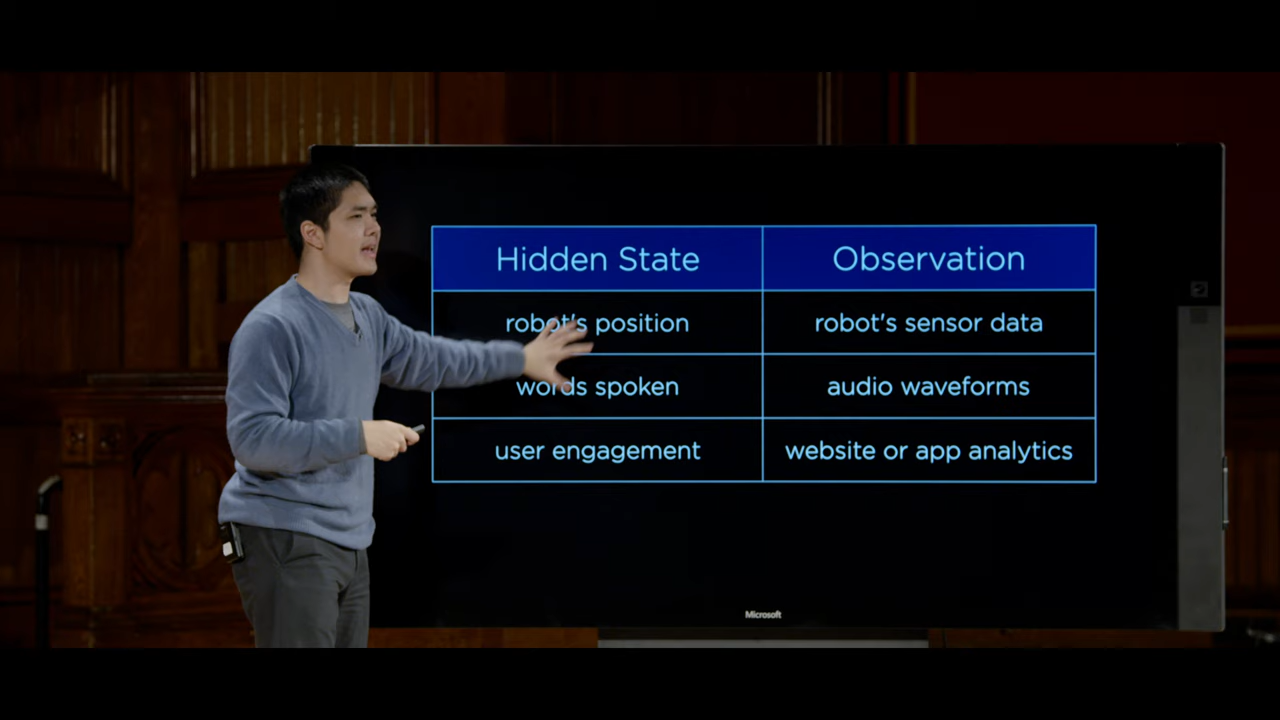 Hidden State Observation
robot's position robot's sensor data
words spoken audio waveforms
user engagement website or app analytics
Microsoft